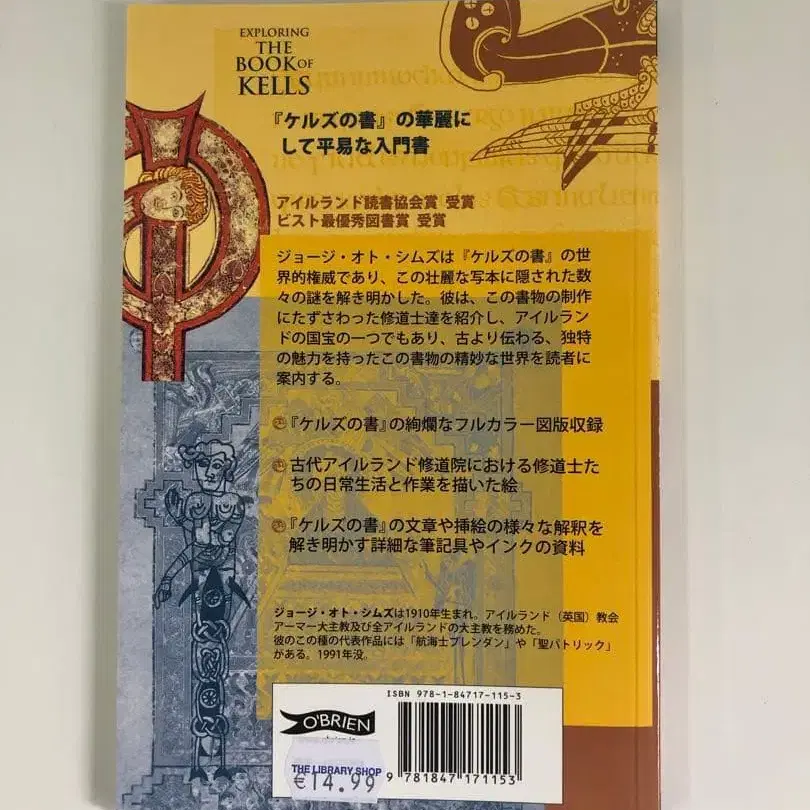 EXPLORING
THE
BOOK OF
KELLS
『ケルズの書』の華麗に
して平易な入門書
アイルランド読書協会賞 受賞
ビスト最優秀図書賞 受賞
ジョージ・オト・シムズは『ケルズの書』の世
界的権威であり、この壮麗な写本に隠された数
々の謎を解き明かした。彼は、この書物の制作
にたずさわった修道士達を紹介し、アイルラン
ドの国宝の一つでもあり、古より伝わる、独特
の魅力を持ったこの書物の精妙な世界を読者に
案内する。
『ケルズの書』の絢爛なフルカラー図版収録
古代アイルランド修道院における修道士た
ちの日常生活と作業を描いた絵
『ケルズの書』の文章や挿絵の様々な解釈を
解き明かす詳細な筆記具やインクの資料
ジョージ・オト・シムズは1910年生まれ。アイルランド（英国）教会
アーマー大主教及び全アイルランドの大主教を務めた。
彼のこの種の代表作品には「航海士ブレンダン」や「聖パトリック」
がある。1991年没。
ISBN 978-1-84717-115-3
O'BRIEN
THE LIBRARY SHOP
€14.99
9 781847 171153